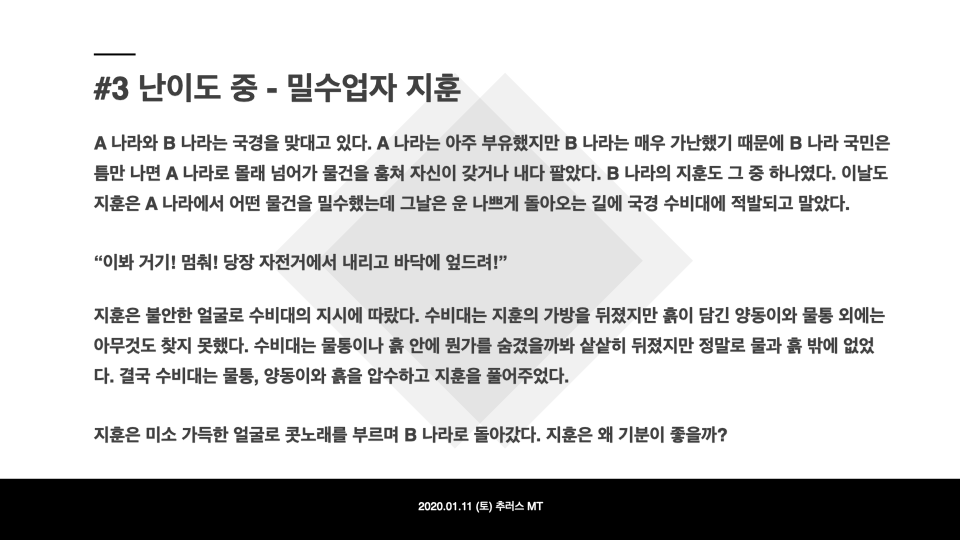 #3 난이도 중 - 밀수업자 지훈
A 나라와 B 나라는 국경을 맞대고 있다. A 나라는 아주 부유했지만 B 나라는 매우 가난했기 때문에 B 나라 국민은
틈만 나면 A 나라로 몰래 넘어가 물건을 훔쳐 자신이 갖거나 내다 팔았다. B 나라의 지훈도 그 중 하나였다. 이날도
지훈은 A 나라에서 어떤 물건을 밀수했는데 그날은 운 나쁘게 돌아오는 길에 국경 수비대에 적발되고 말았다.
“이봐 거기! 멈춰! 당장 자전거에서 내리고 바닥에 엎드려!”
지훈은 불안한 얼굴로 수비대의 지시에 따랐다. 수비대는 지훈의 가방을 뒤졌지만 흙이 담긴 양동이와 물통 외에는
아무것도 찾지 못했다. 수비대는 물통이나 흙 안에 뭔가를 숨겼을까봐 샅샅히 뒤졌지만 정말로 물과 흙 밖에 없었
다. 결국 수비대는 물통, 양동이와 흙을 압수하고 지훈을 풀어주었다.
지훈은 미소 가득한 얼굴로 콧노래를 부르며 B 나라로 돌아갔다. 지훈은 왜 기분이 좋을까?
2020.01.11 (토) 추러스 MT